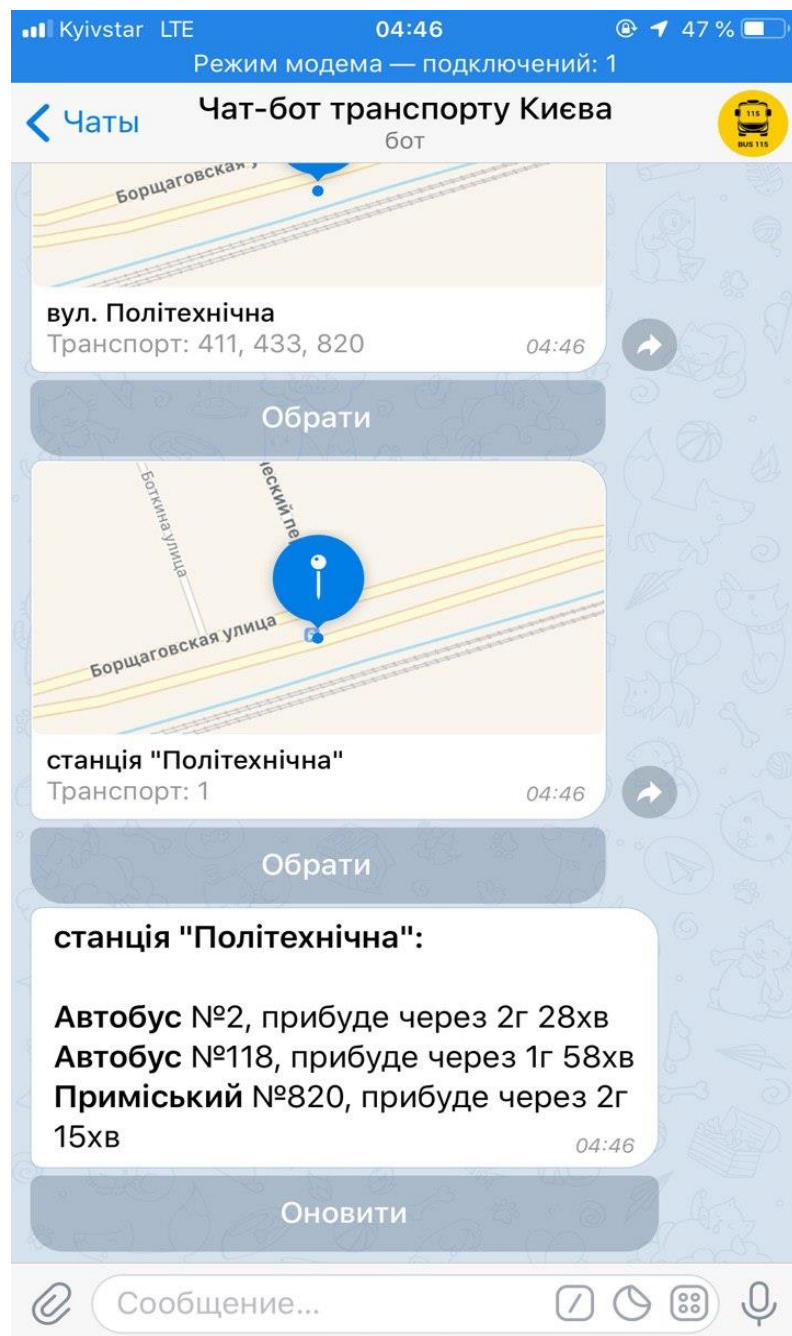 Kyivstar LTE 04:46 47 %
Режим модема — подключений: 1
Чаты
Чат-бот транспорту Києва
бот
115
BUS 115
Борщаговская
вул. Політехнічна
Транспорт: 411, 433, 820
04:46
Обрати
Боткина улица
Борщаговская улица
станція "Політехнічна"
Транспорт: 1
04:46
Обрати
станція "Політехнічна":
Автобус №2, прибуде через 2г 28хв
Автобус №118, прибуде через 1г 58хв
Приміський №820, прибуде через 2г
15хв
04:46
Оновити
Сообщение...